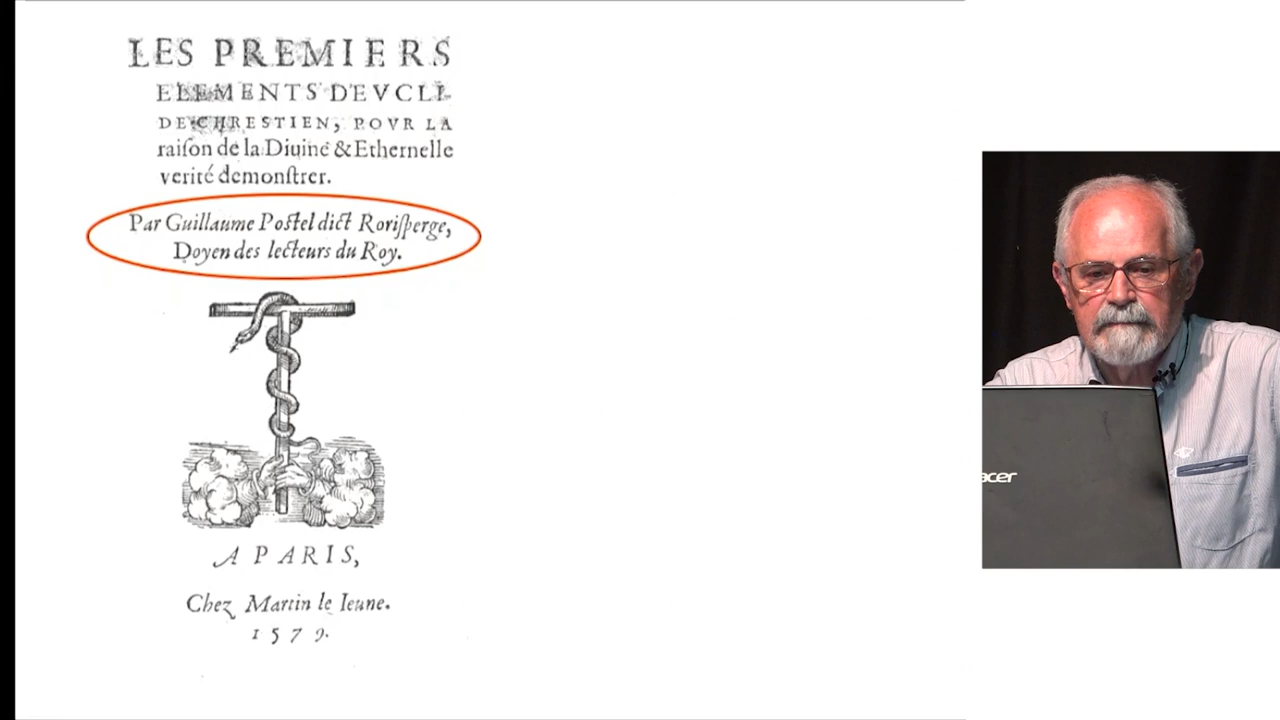 LES PREMIERS
ELEMENTS D'EVCLI-
DE CHRESTIEN, POVR LA
raiſon de la Diuine & Ethernelle
verité demonſtrer.
Par Guillaume Poſtel dict Roriſperge,
Doyen des lecteurs du Roy.
A PARIS,
Chez Martin le Ieune.
1579.
acer